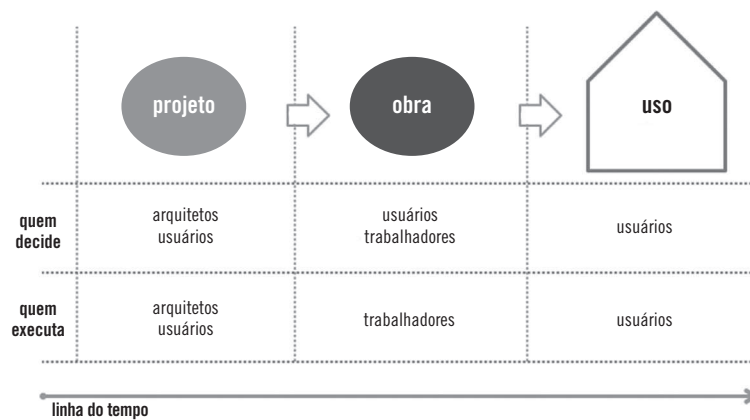 projeto
obra
uso
quem
decide
arquitetos
usuários
usuários
trabalhadores
usuários
quem
executa
arquitetos
usuários
trabalhadores
usuários
linha do tempo